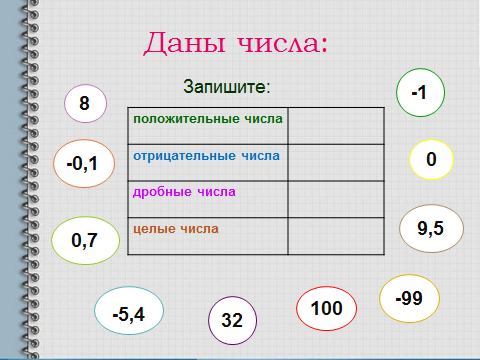 Даны числа:
Запишите:
8
-1
положительные числа
-0,1
отрицательные числа
0
дробные числа
0,7
целые числа
9,5
-5,4
32
100
-99